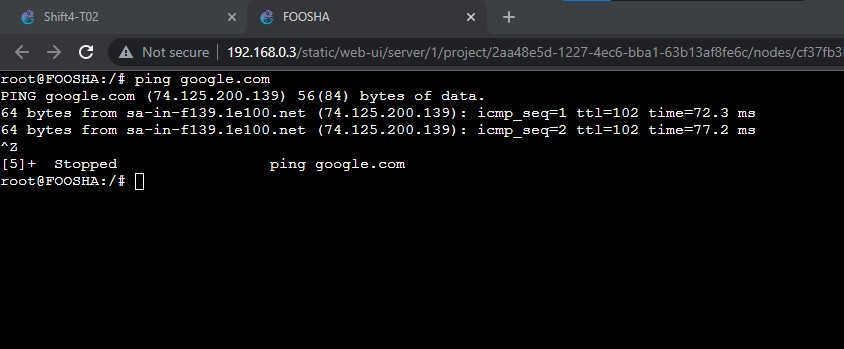 Shift4-T02
FOOSHA
Not secure | 192.168.0.3/static/web-ui/server/1/project/2aa48e5d-1227-4ec6-bba1-63b13af8fe6c/nodes/cf37fb3
root@FOOSHA:/# ping google.com
PING google.com (74.125.200.139) 56(84) bytes of data.
64 bytes from sa-in-f139.1e100.net (74.125.200.139): icmp_seq=1 ttl=102 time=72.3 ms
64 bytes from sa-in-f139.1e100.net (74.125.200.139): icmp_seq=2 ttl=102 time=77.2 ms
^Z
[5]+  Stopped                 ping google.com
root@FOOSHA:/#